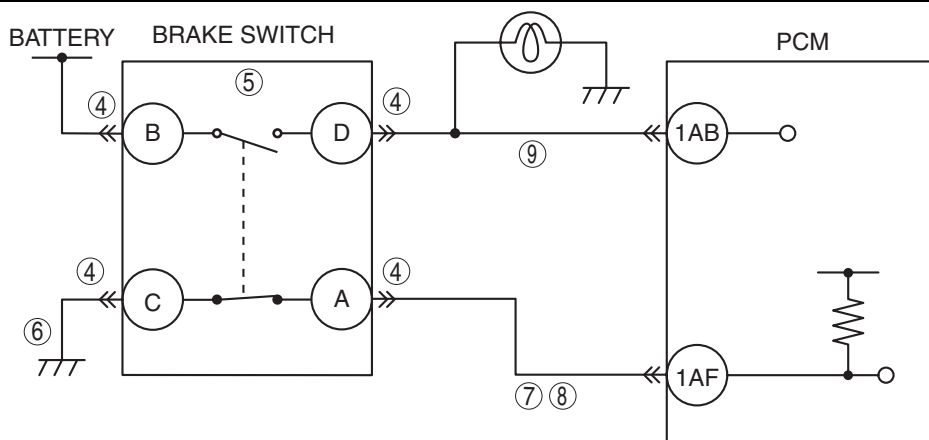 BATTERY BRAKE SWITCH PCM
⑤
④ ④
B D 1AB
⑨
④ ④
C A
⑥
1AF
⑦ ⑧